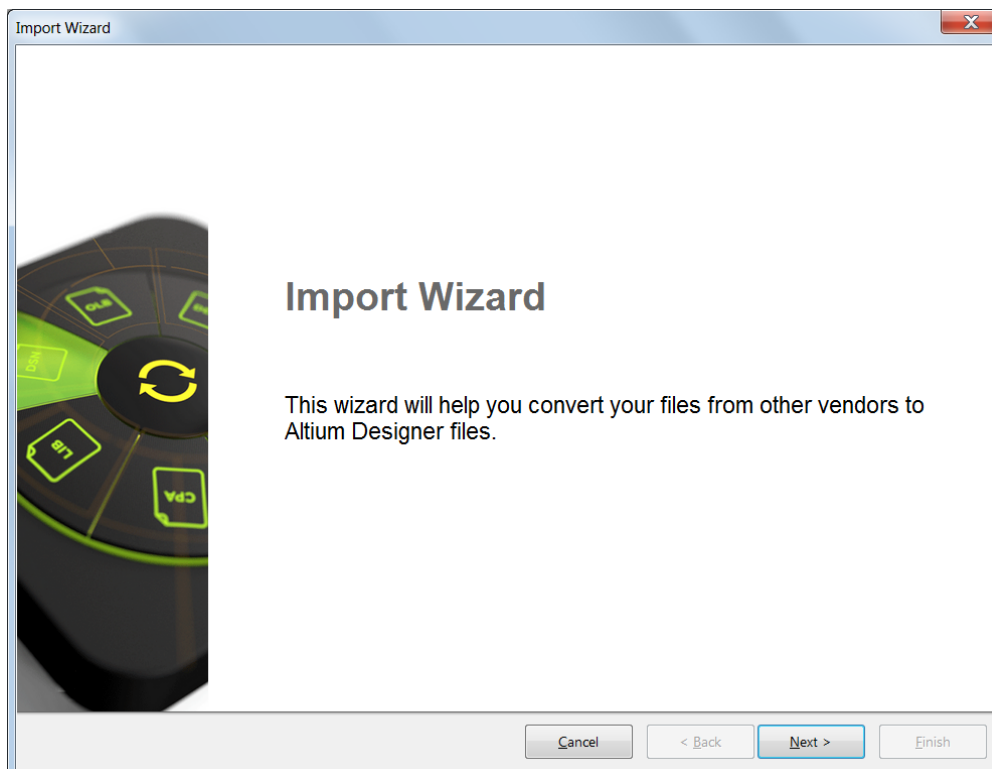 Import Wizard
X
OLB
DSN
LIB
CPA
Import Wizard
This wizard will help you convert your files from other vendors to
Altium Designer files.
Cancel
< Back
Next >
Finish